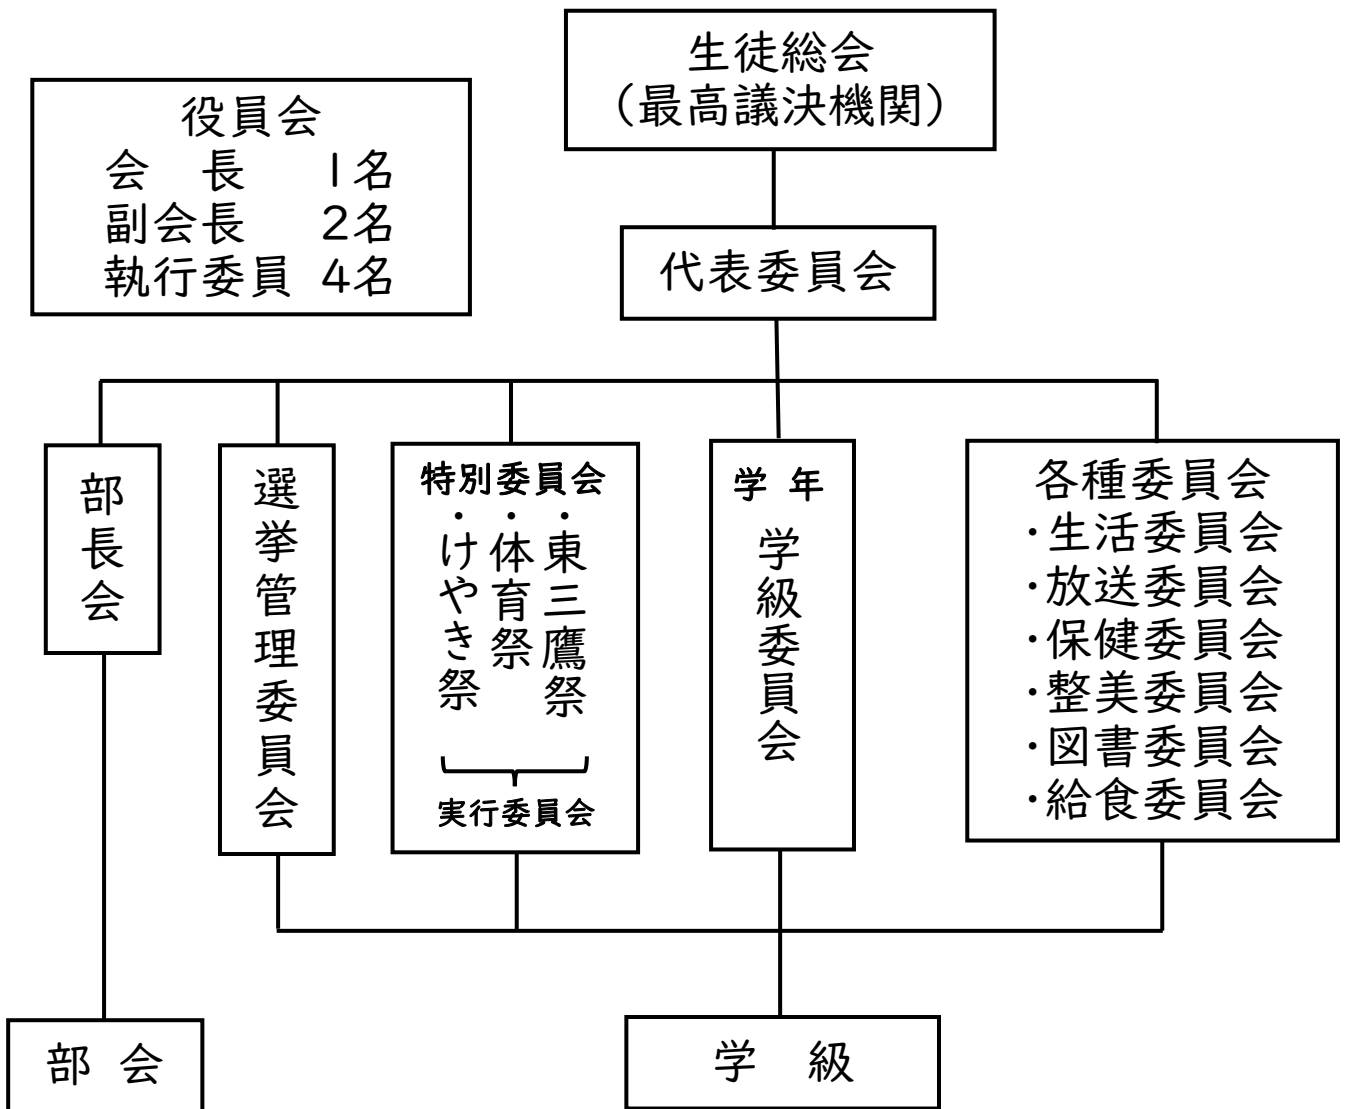 生徒総会
（最高議決機関）
役員会
会　長　1名
副会長　2名
執行委員 4名
代表委員会
部長会
選挙管理委員会
特別委員会
・東三鷹祭
・体育祭
・けやき祭
実行委員会
学 年
学級委員会
各種委員会
・生活委員会
・放送委員会
・保健委員会
・整美委員会
・図書委員会
・給食委員会
部 会
学　級